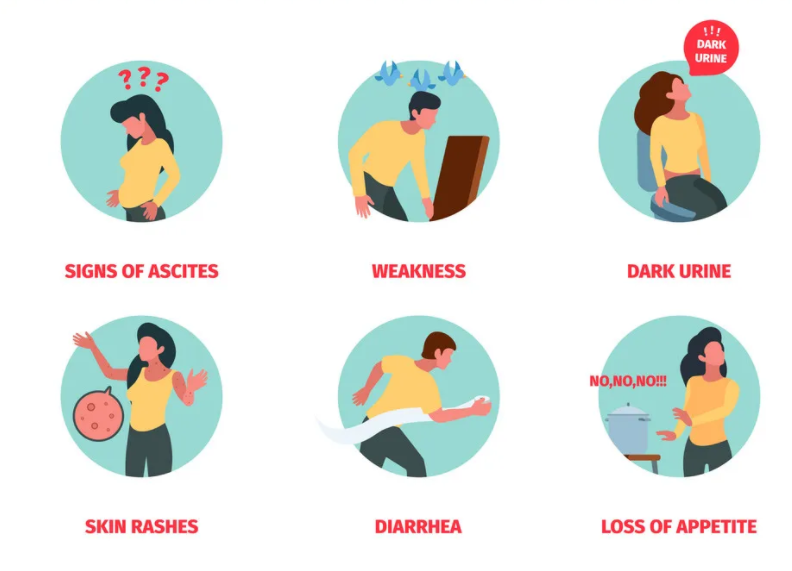 ???
!!!
DARK
URINE
SIGNS OF ASCITES
WEAKNESS
DARK URINE
NO,NO,NO!!!
SKIN RASHES
DIARRHEA
LOSS OF APPETITE